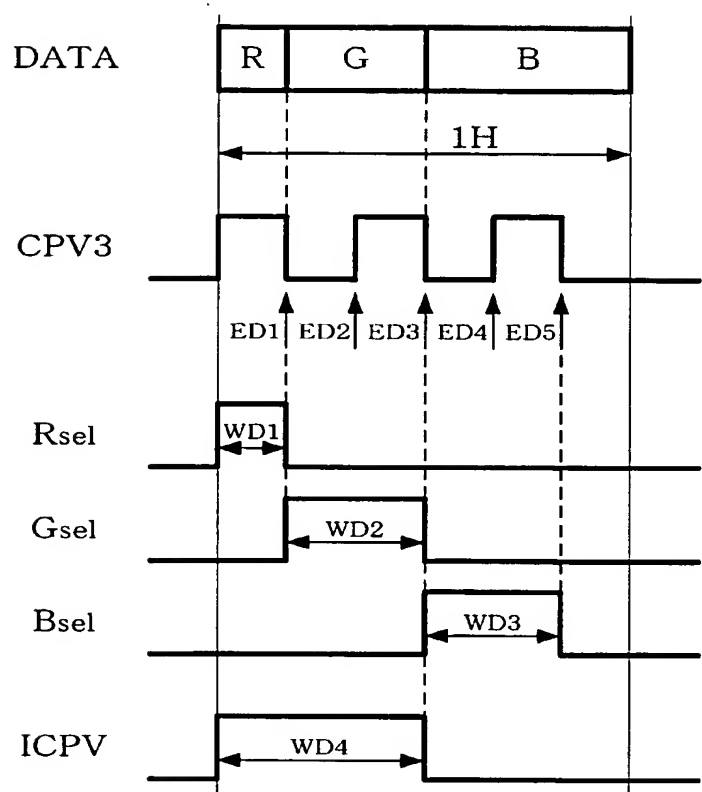 DATA R G B
1H
CPV3
ED1 ED2 ED3 ED4 ED5
Rsel WD1
Gsel WD2
Bsel WD3
ICPV WD4